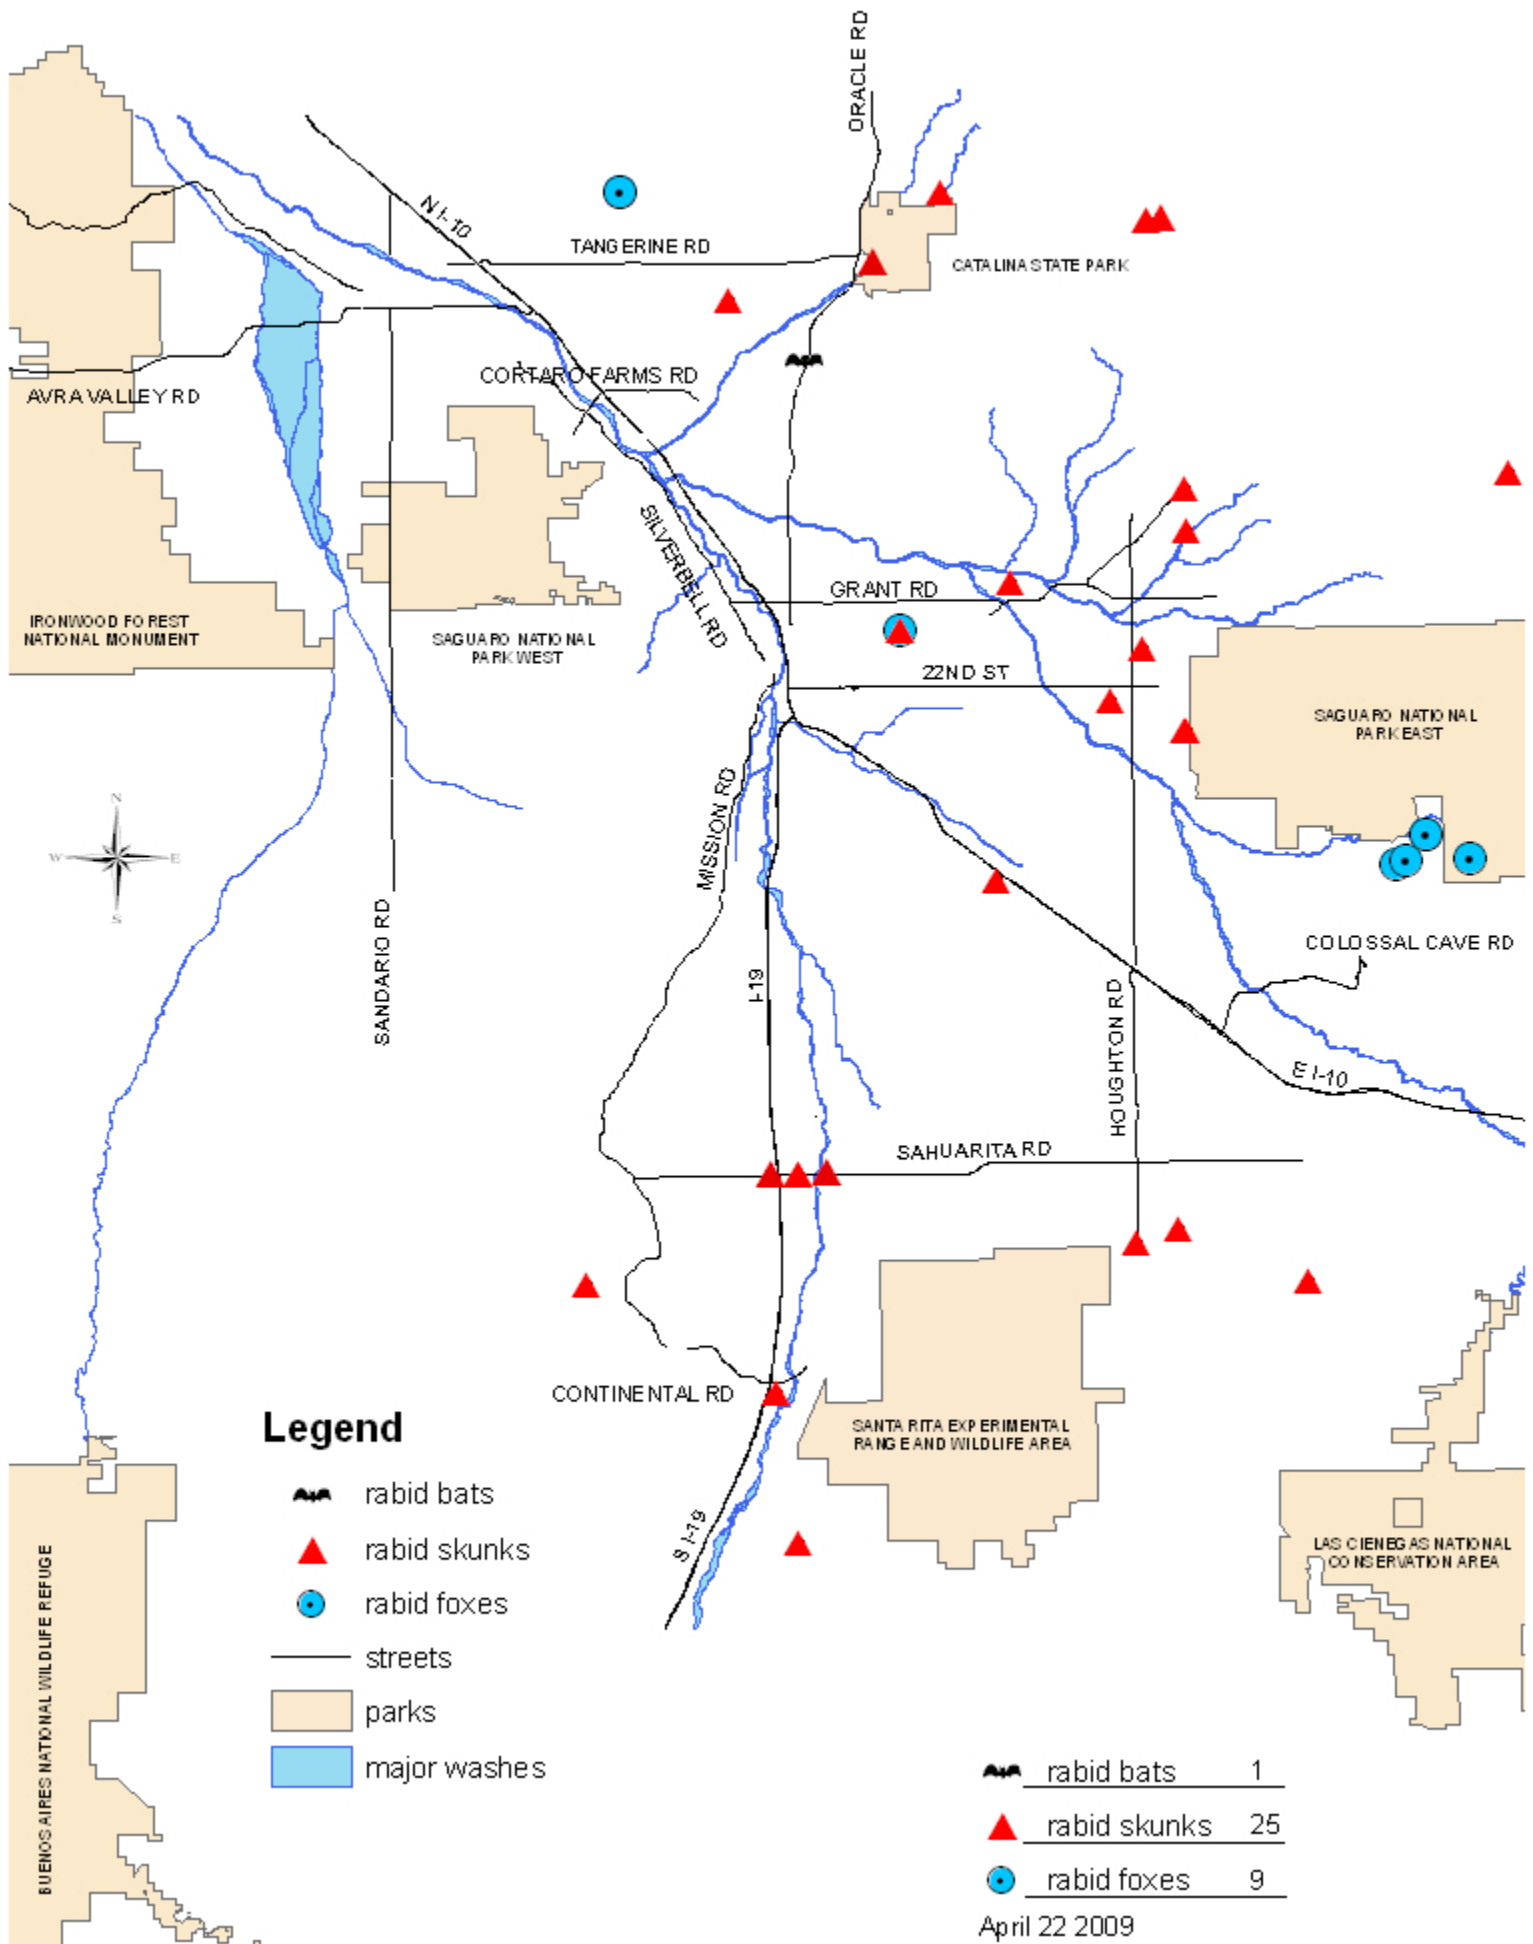 ORACLE RD
N I-10
TANGERINE RD
CATALINA STATE PARK
CORTARO FARMS RD
AVRA VALLEY RD
SILVERBELL RD
GRANT RD
IRONWOOD FOREST
NATIONAL MONUMENT
SAGUARO NATIONAL
PARK WEST
22ND ST
SAGUARO NATIONAL
PARK EAST
MISSION RD
N
W
E
S
SANDARIO RD
I-19
COLOSSAL CAVE RD
HOUGHTON RD
E I-10
SAHUARITA RD
CONTINENTAL RD
SANTA RITA EXPERIMENTAL
RANGE AND WILDLIFE AREA
S I-19
LAS CIENEGAS NATIONAL
CONSERVATION AREA
BUENOS AIRES NATIONAL WILDLIFE REFUGE
Legend
rabid bats
rabid skunks
rabid foxes
streets
parks
major washes
rabid bats 1
rabid skunks 25
rabid foxes 9
April 22 2009